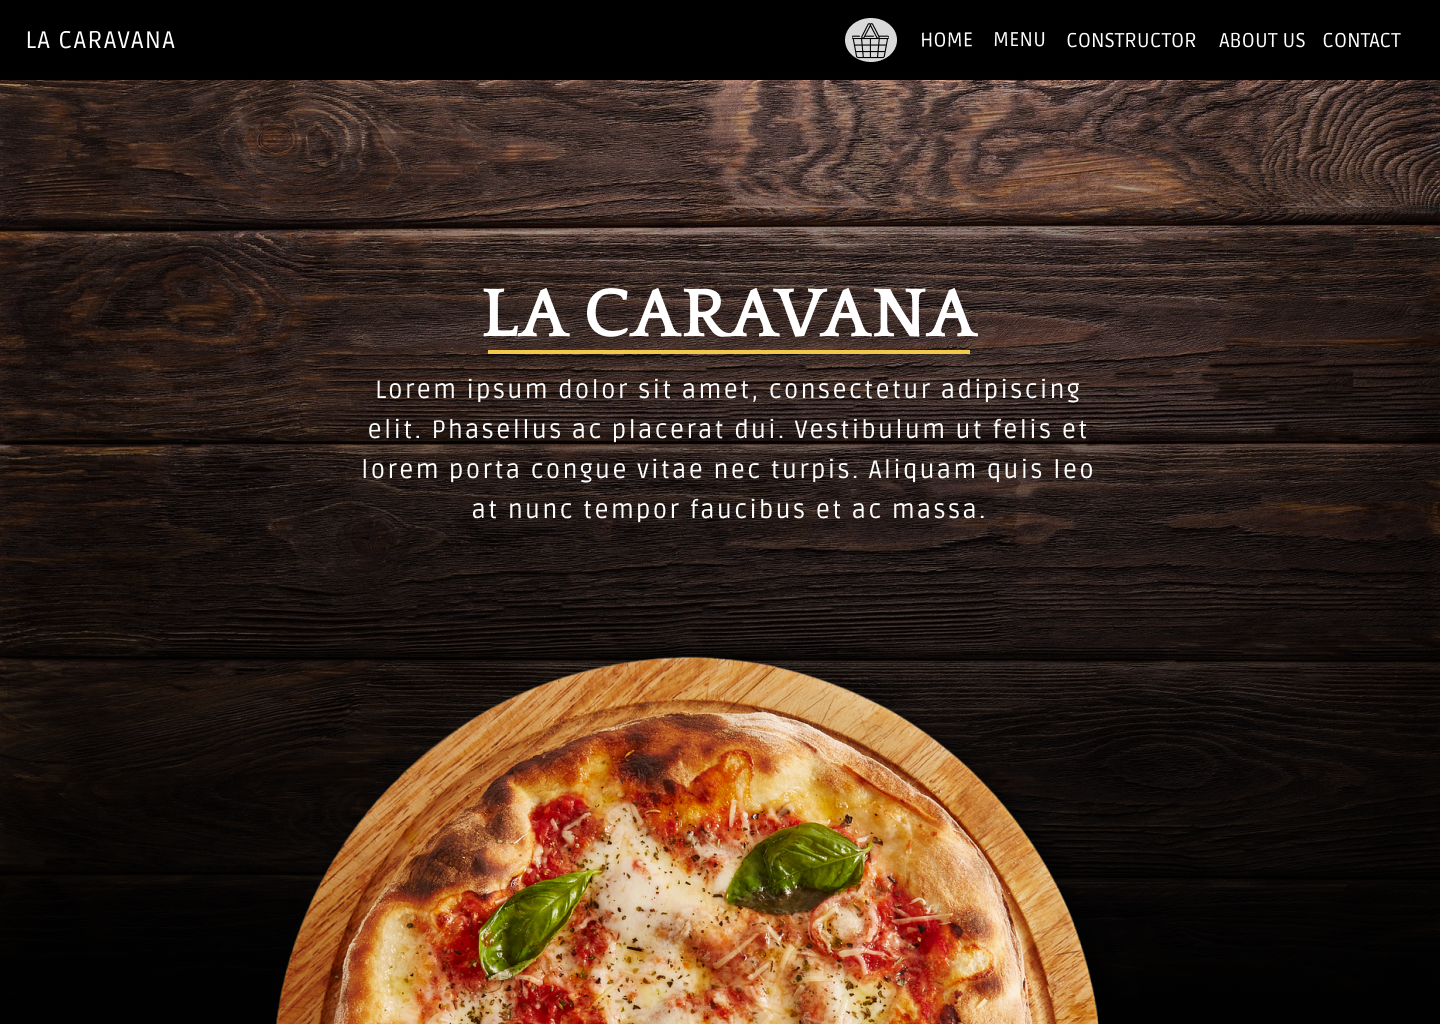 LA CARAVANA
HOME MENU CONSTRUCTOR ABOUT US CONTACT
LA CARAVANA
Lorem ipsum dolor sit amet, consectetur adipiscing
elit. Phasellus ac placerat dui. Vestibulum ut felis et
lorem porta congue vitae nec turpis. Aliquam quis leo
at nunc tempor faucibus et ac massa.